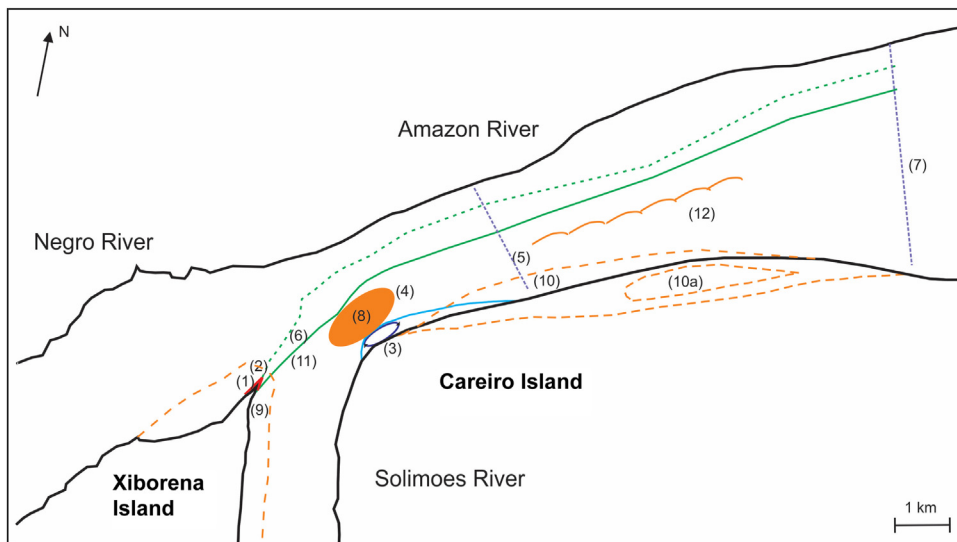 N
Amazon River
(7)
(12)
Negro River
(5)
(10)
(10a)
(4)
(8)
(6)
(3)
(11)
(2)
(1)
Careiro Island
(9)
Xiborena
Island
Solimoes River
1 km